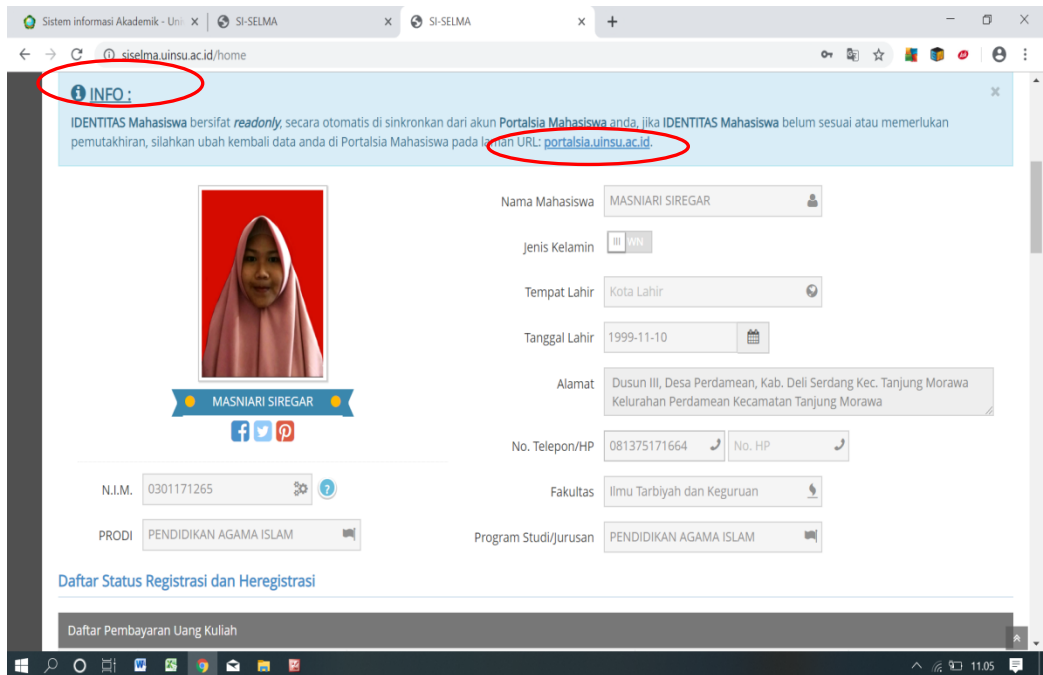 Sistem informasi Akademik - Uni
SI-SELMA
SI-SELMA
siselma.uinsu.ac.id/home
INFO :
IDENTITAS Mahasiswa bersifat readonly, secara otomatis di sinkronkan dari akun Portalsia Mahasiswa anda, jika IDENTITAS Mahasiswa belum sesuai atau memerlukan
pemutakhiran, silahkan ubah kembali data anda di Portalsia Mahasiswa pada laman URL: portalsia.uinsu.ac.id.
Nama Mahasiswa MASNIARI SIREGAR
Jenis Kelamin WN
Tempat Lahir Kota Lahir
Tanggal Lahir 1999-11-10
Alamat Dusun III, Desa Perdamean, Kab. Deli Serdang Kec. Tanjung Morawa
Kelurahan Perdamean Kecamatan Tanjung Morawa
MASNIARI SIREGAR
No. Telepon/HP 081375171664 No. HP
N.I.M. 0301171265
Fakultas Ilmu Tarbiyah dan Keguruan
PRODI PENDIDIKAN AGAMA ISLAM
Program Studi/Jurusan PENDIDIKAN AGAMA ISLAM
Daftar Status Registrasi dan Heregistrasi
Daftar Pembayaran Uang Kuliah
11.05